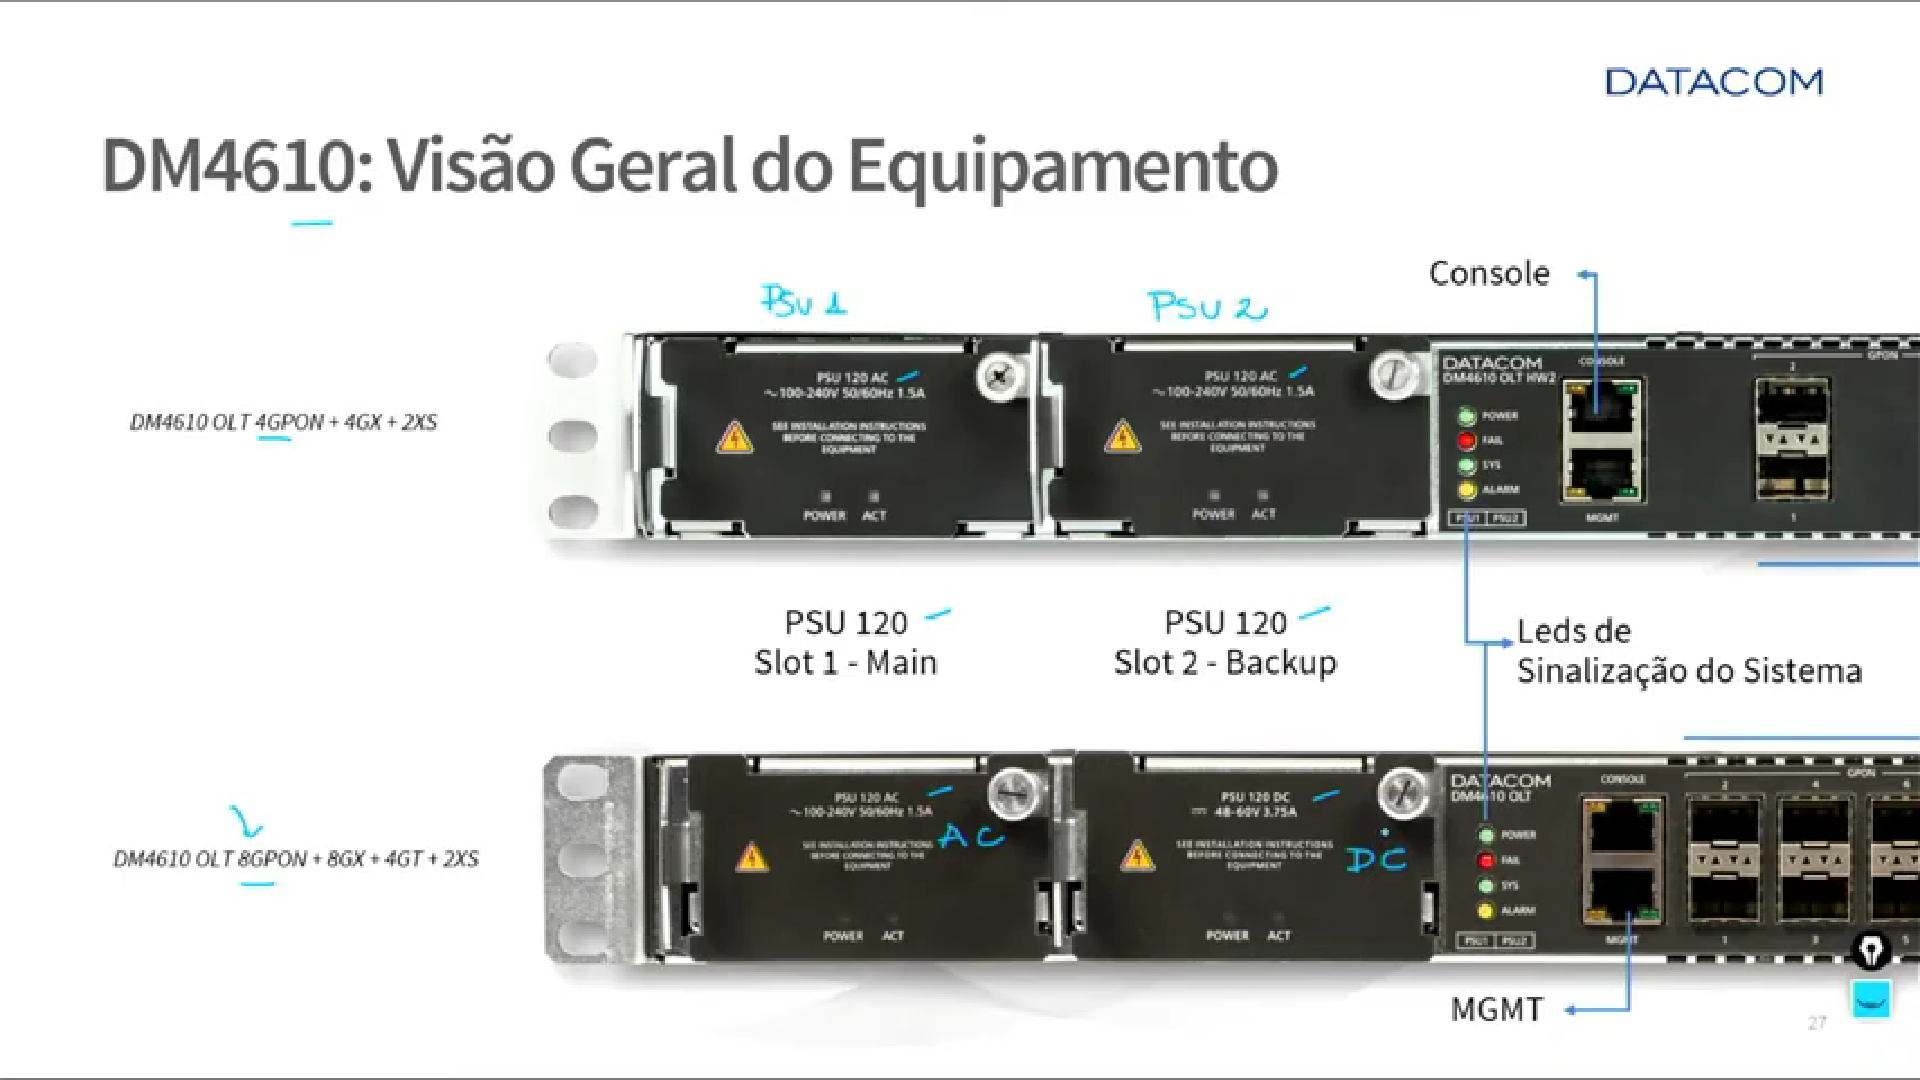 DATACOM
DM4610: Visão Geral do Equipamento
Console
PSU 1
PSU 2
DM4610 OLT 4GPON + 4GX + 2XS
PSU 120 AC
~100-240V 50/60Hz 1.5A
SEE INSTALLATION INSTRUCTIONS
BEFORE CONNECTING TO THE
EQUIPMENT
POWER ACT
PSU 120 AC
~100-240V 50/60Hz 1.5A
SEE INSTALLATION INSTRUCTIONS
BEFORE CONNECTING TO THE
EQUIPMENT
POWER ACT
DATACOM
DM4610 OLT HW2
POWER
FAIL
SYS
ALARM
PSU1 PSU2
CONSOLE
MGMT
GPON
2
1
PSU 120
Slot 1 - Main
PSU 120
Slot 2 - Backup
Leds de
Sinalização do Sistema
DM4610 OLT 8GPON + 8GX + 4GT + 2XS
PSU 120 AC
~100-240V 50/60Hz 1.5A
SEE INSTALLATION INSTRUCTIONS
BEFORE CONNECTING TO THE
EQUIPMENT
AC
POWER ACT
PSU 120 DC
48-60V 3.75A
SEE INSTALLATION INSTRUCTIONS
BEFORE CONNECTING TO THE
EQUIPMENT
DC
POWER ACT
DATACOM
DM4610 OLT
POWER
FAIL
SYS
ALARM
PSU1 PSU2
CONSOLE
MGMT
GPON
2 4 6
1 3 5
MGMT
27